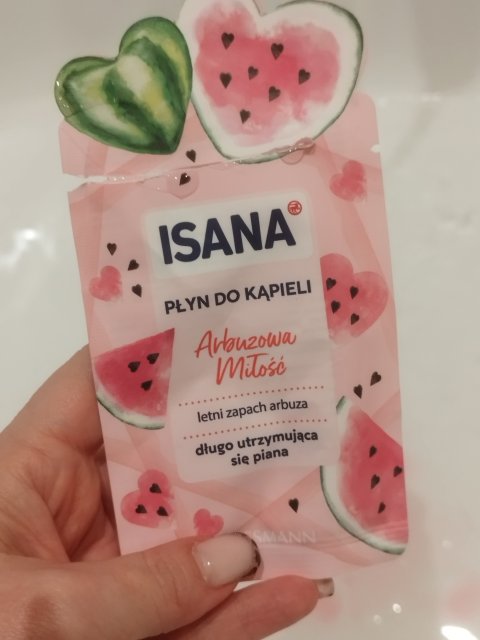 ISANA
PŁYN DO KĄPIELI
Arbuzowa
Miłość
letni zapach arbuza
długo utrzymująca
się piana